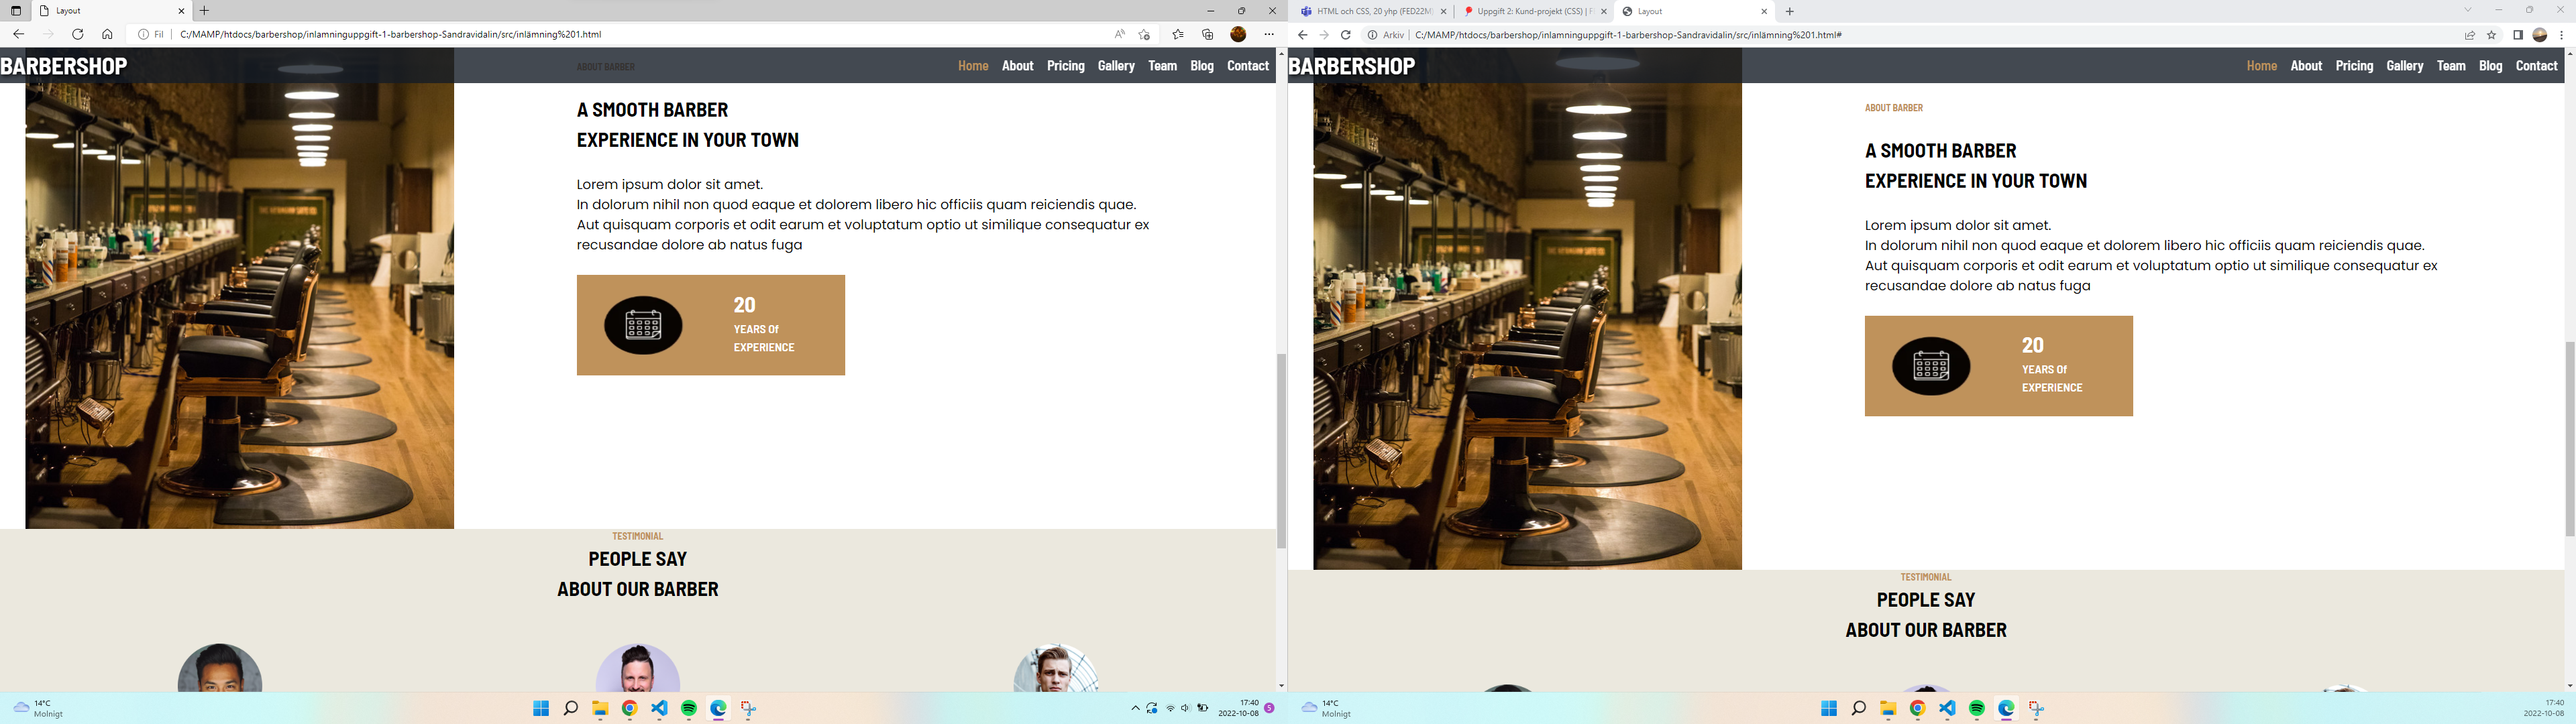 Layout
Fil
C:/MAMP/htdocs/barbershop/inlamninguppgift-1-barbershop-Sandravidalin/src/inlämning%201.html
BARBERSHOP
ABOUT BARBER
Home About Pricing Gallery Team Blog Contact
A SMOOTH BARBER
EXPERIENCE IN YOUR TOWN
Lorem ipsum dolor sit amet.
In dolorum nihil non quod eaque et dolorem libero hic officiis quam reiciendis quae.
Aut quisquam corporis et odit earum et voluptatum optio ut similique consequatur ex
recusandae dolore ab natus fuga
20
YEARS Of
EXPERIENCE
TESTIMONIAL
PEOPLE SAY
ABOUT OUR BARBER
14°C
Molnigt
17:40
2022-10-08
5
HTML och CSS, 20 yhp (FED22M
Uppgift 2: Kund-projekt (CSS) |
Layout
Arkiv
C:/MAMP/htdocs/barbershop/inlamninguppgift-1-barbershop-Sandravidalin/src/inlämning%201.html#
BARBERSHOP
Home About Pricing Gallery Team Blog Contact
ABOUT BARBER
A SMOOTH BARBER
EXPERIENCE IN YOUR TOWN
Lorem ipsum dolor sit amet.
In dolorum nihil non quod eaque et dolorem libero hic officiis quam reiciendis quae.
Aut quisquam corporis et odit earum et voluptatum optio ut similique consequatur ex
recusandae dolore ab natus fuga
20
YEARS Of
EXPERIENCE
TESTIMONIAL
PEOPLE SAY
ABOUT OUR BARBER
14°C
Molnigt
17:40
2022-10-08